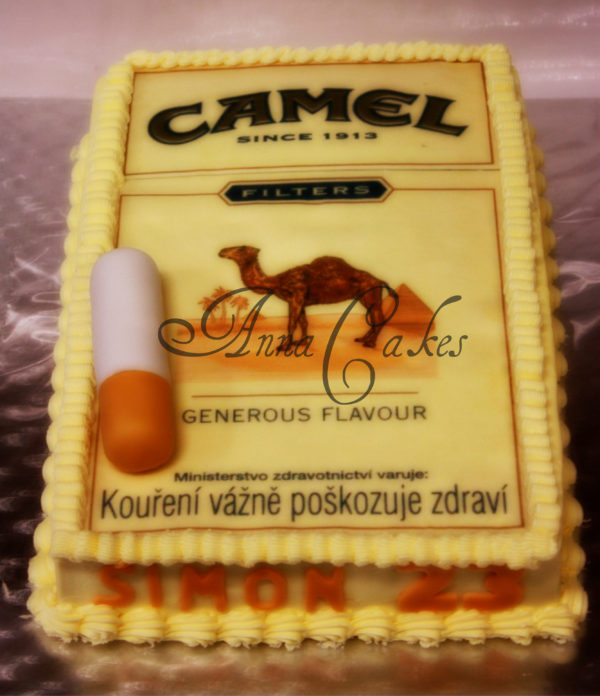 CAMEL
SINCE 1913
FILTERS
Anna Cakes
GENEROUS FLAVOUR
Ministerstvo zdravotnictví varuje:
Kouření vážně poškozuje zdraví
SIMON 23